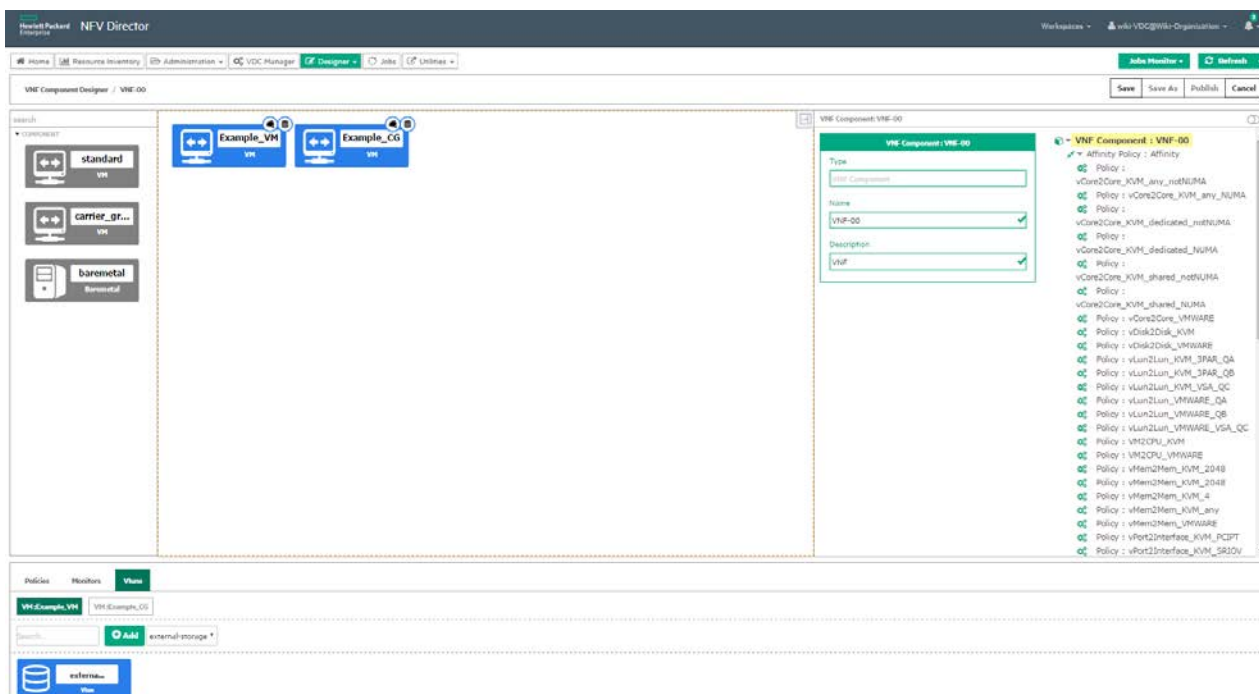 Hewlett Packard
Enterprise
NFV Director
Workspaces
wiki-VDC@Wiki-Organisation
Home
Resource Inventory
Administration
VDC Manager
Designer
Jobs
Utilities
Jobs Monitor
Refresh
VNF Component Designer / VNF-00
Save
Save As
Publish
Cancel
search
COMPONENT
standard
VM
carrier_gr...
VM
baremetal
Baremetal
Example_VM
VM
Example_CG
VM
VNF Component: VNF-00
VNF Component : VNF-00
Type
VNF Component
Name
VNF-00
Description
VNF
VNF Component : VNF-00
Affinity Policy : Affinity
Policy :
vCore2Core_KVM_any_notNUMA
Policy : vCore2Core_KVM_any_NUMA
Policy :
vCore2Core_KVM_dedicated_notNUMA
Policy :
vCore2Core_KVM_dedicated_NUMA
Policy :
vCore2Core_KVM_shared_notNUMA
Policy :
vCore2Core_KVM_shared_NUMA
Policy : vCore2Core_VMWARE
Policy : vDisk2Disk_KVM
Policy : vDisk2Disk_VMWARE
Policy : vLun2Lun_KVM_3PAR_QA
Policy : vLun2Lun_KVM_3PAR_QB
Policy : vLun2Lun_KVM_VSA_QC
Policy : vLun2Lun_VMWARE_QA
Policy : vLun2Lun_VMWARE_QB
Policy : vLun2Lun_VMWARE_VSA_QC
Policy : VM2CPU_KVM
Policy : VM2CPU_VMWARE
Policy : vMem2Mem_KVM_2048
Policy : vMem2Mem_KVM_2048
Policy : vMem2Mem_KVM_4
Policy : vMem2Mem_KVM_any
Policy : vMem2Mem_VMWARE
Policy : vPort2Interface_KVM_PCIPT
Policy : vPort2Interface_KVM_SRIOV
Policies
Monitors
Vluns
VM:Example_VM
VM:Example_CG
Search...
Add
external-storage
externa...
Vlun